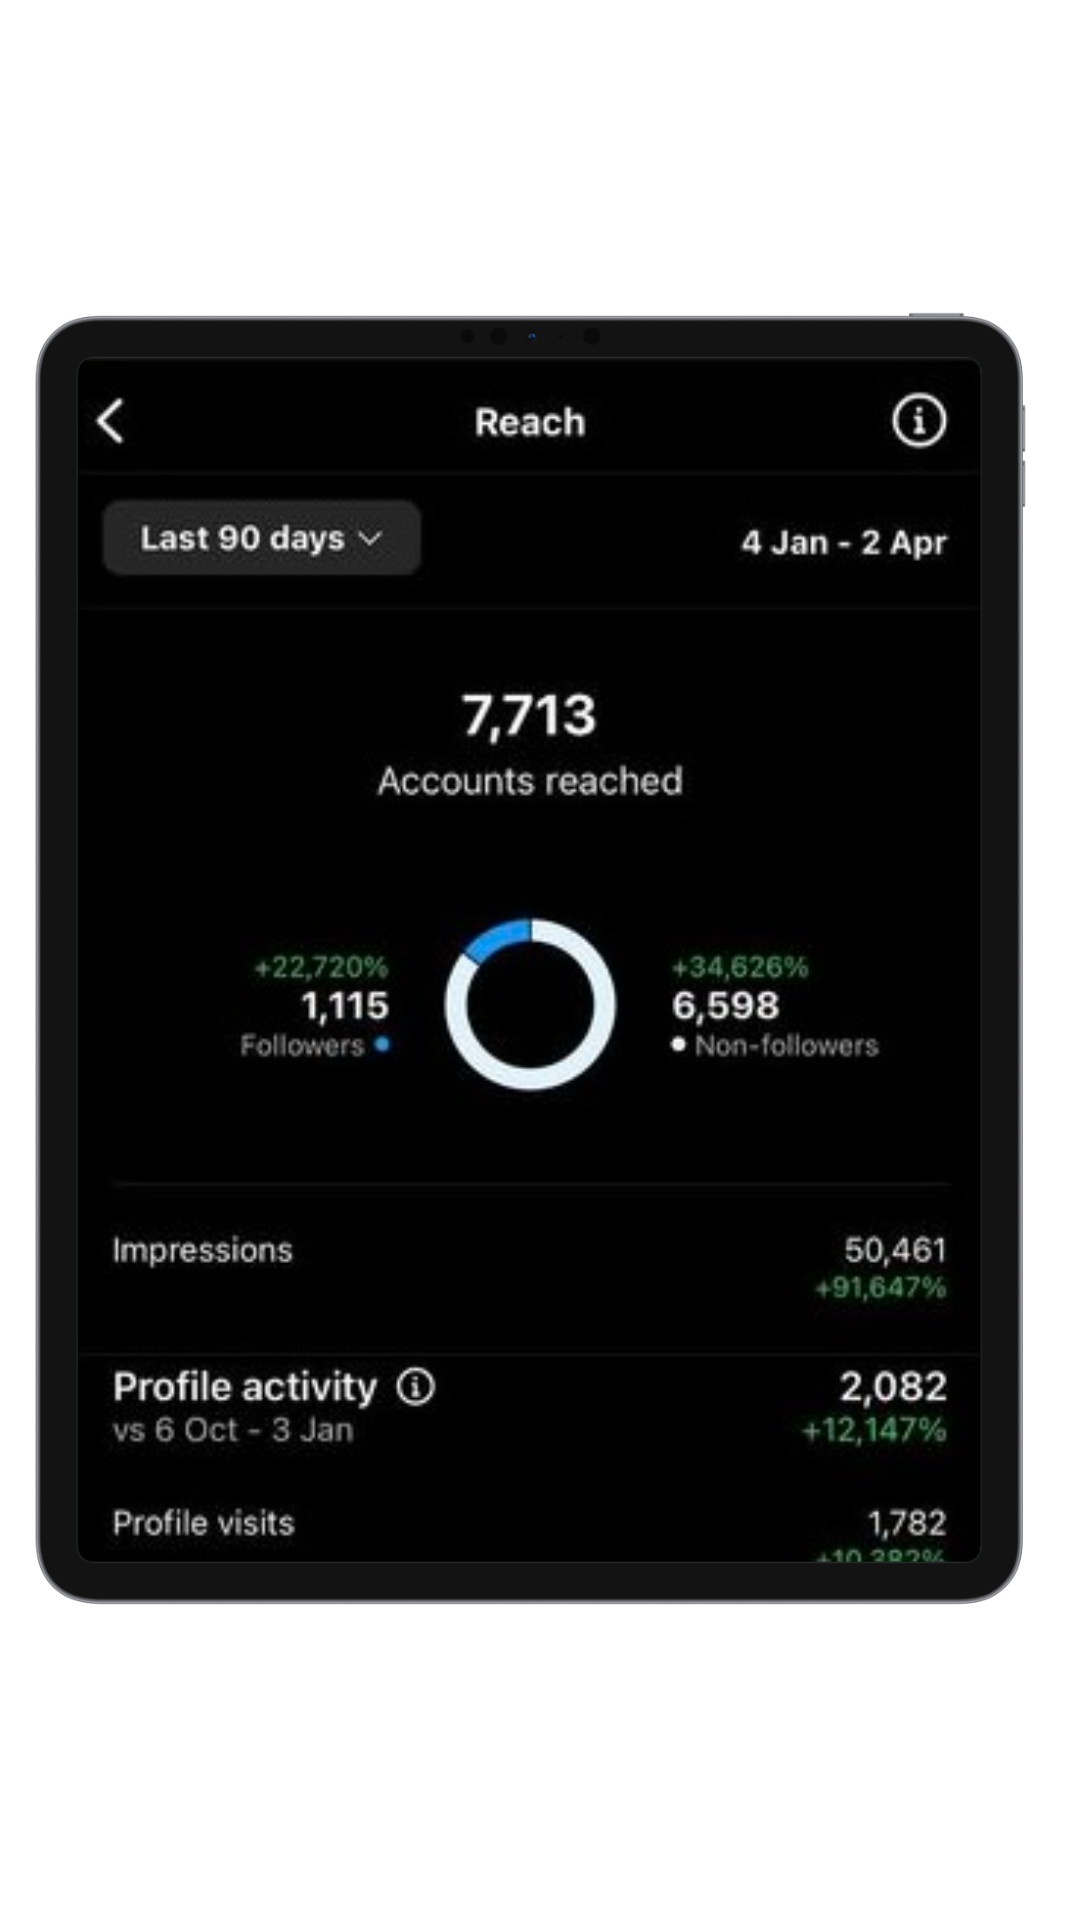 Reach
Last 90 days
4 Jan - 2 Apr
7,713
Accounts reached
+22,720%
1,115
Followers
+34,626%
6,598
Non-followers
Impressions
50,461
+91,647%
Profile activity
2,082
vs 6 Oct - 3 Jan
+12,147%
Profile visits
1,782
+10,382%